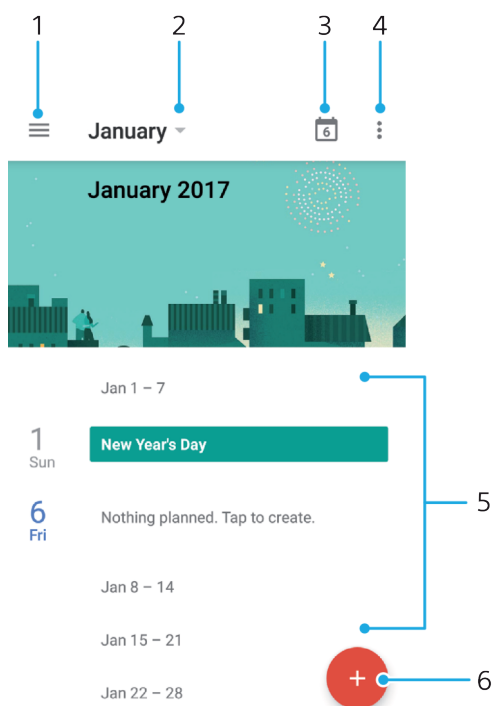 1 2 3 4
January 6
January 2017
Jan 1 – 7
1
Sun
New Year's Day
5
6
Fri
Nothing planned. Tap to create.
Jan 8 – 14
Jan 15 – 21
+ 6
Jan 22 – 28